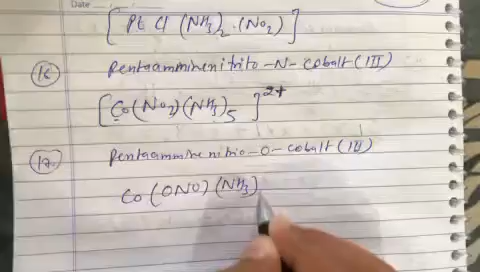 Date
[Pt Cl (NH3)2 (NO2)]
16. Pentaamminenitrito-N-cobalt(III)
[Co(NO2)(NH3)5]2+
17. Pentaamminenitrio-O-cobalt(III)
Co(ONO)(NH3)